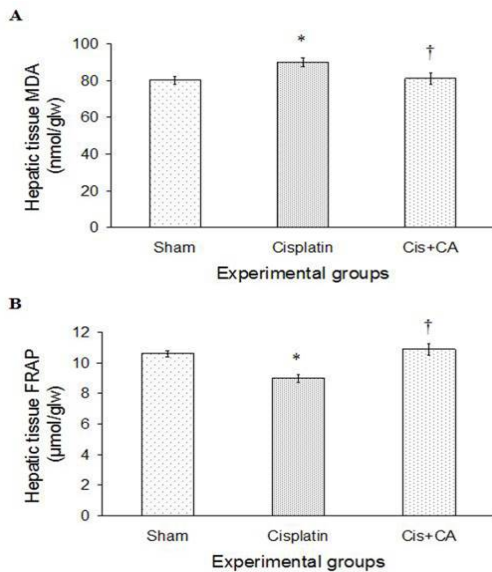 A
Hepatic tissue MDA
(nmol/glw)
100
80
60
40
20
0
*
†
Sham Cisplatin Cis+CA
Experimental groups
B
Hepatic tissue FRAP
(µmol/glw)
12
10
8
6
4
2
0
*
†
Sham Cisplatin Cis+CA
Experimental groups